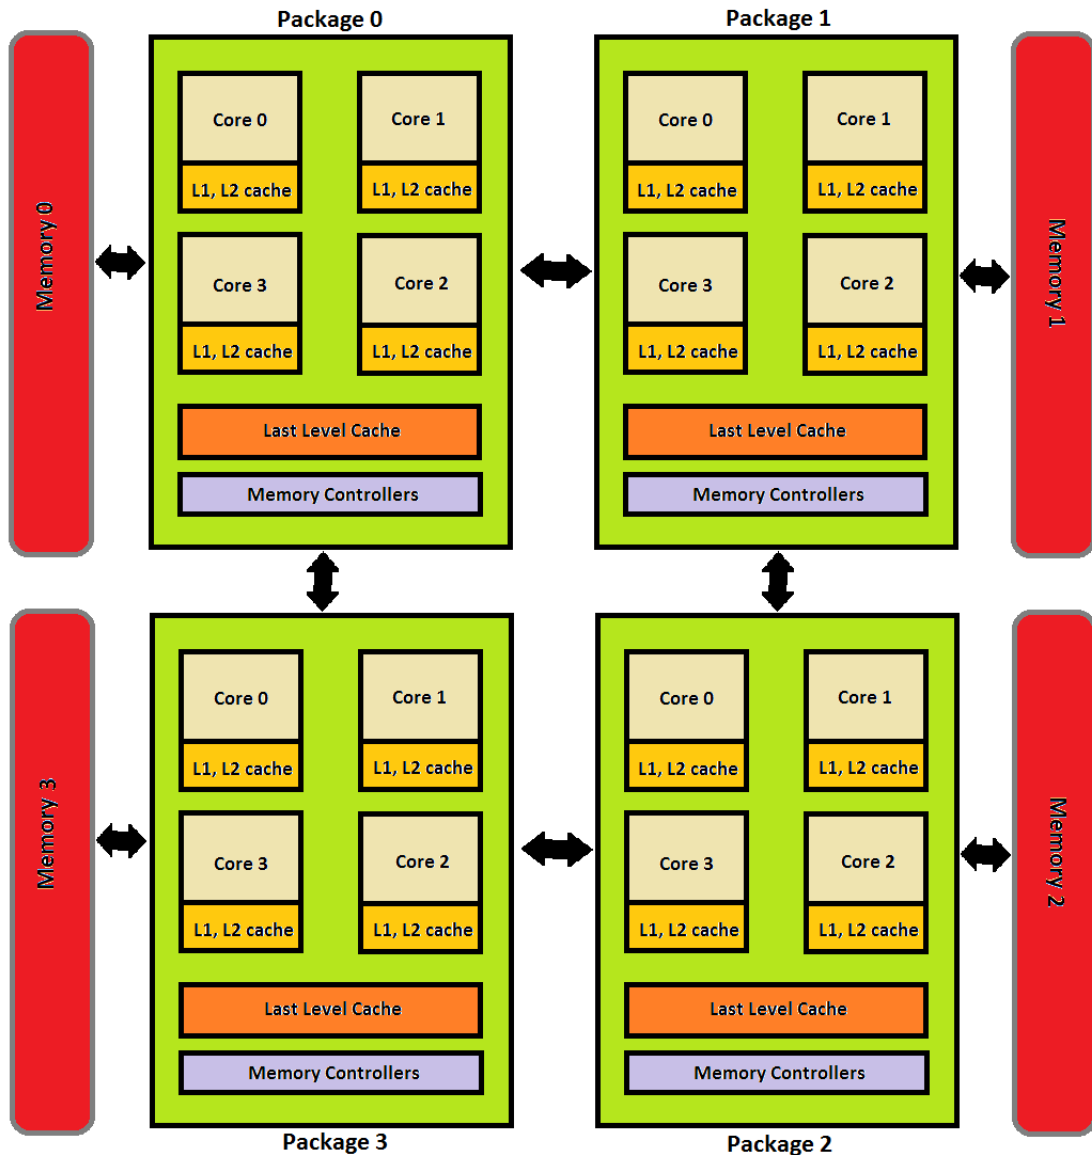 Package 0
Package 1
Memory 0
Core 0
L1, L2 cache
Core 1
L1, L2 cache
Core 3
L1, L2 cache
Core 2
L1, L2 cache
Last Level Cache
Memory Controllers
Core 0
L1, L2 cache
Core 1
L1, L2 cache
Core 3
L1, L2 cache
Core 2
L1, L2 cache
Last Level Cache
Memory Controllers
Memory 1
Memory 3
Core 0
L1, L2 cache
Core 1
L1, L2 cache
Core 3
L1, L2 cache
Core 2
L1, L2 cache
Last Level Cache
Memory Controllers
Core 0
L1, L2 cache
Core 1
L1, L2 cache
Core 3
L1, L2 cache
Core 2
L1, L2 cache
Last Level Cache
Memory Controllers
Memory 2
Package 3
Package 2